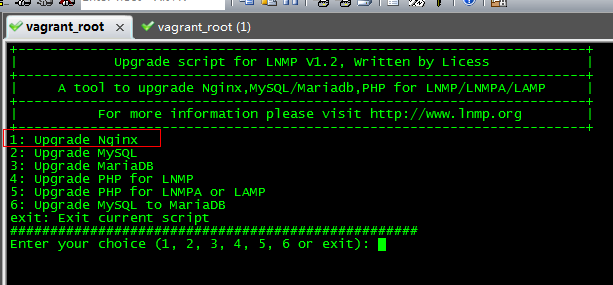 vagrant_root
vagrant_root (1)
+------------------------------------------------------------------------+
| Upgrade script for LNMP V1.2, Written by Licess |
+------------------------------------------------------------------------+
| A tool to upgrade Nginx,MySQL/Mariadb,PHP for LNMP/LNMPA/LAMP |
+------------------------------------------------------------------------+
| For more information please visit http://www.lnmp.org |
+------------------------------------------------------------------------+
1: Upgrade Nginx
2: Upgrade MySQL
3: Upgrade MariaDB
4: Upgrade PHP for LNMP
5: Upgrade PHP for LNMPA or LAMP
6: Upgrade MySQL to MariaDB
exit: Exit current script
###################################################
Enter your choice (1, 2, 3, 4, 5, 6 or exit):